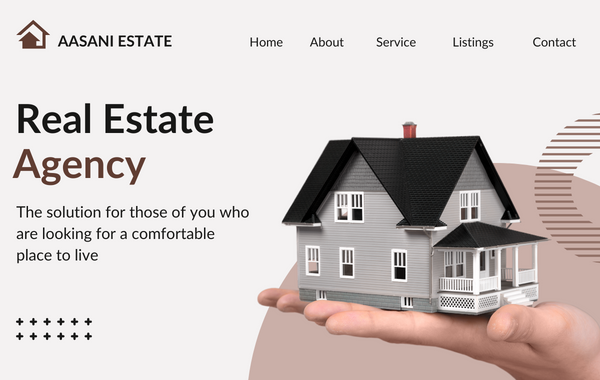 AASANI ESTATE
Home About Service Listings Contact
Real Estate
Agency
The solution for those of you who
are looking for a comfortable
place to live